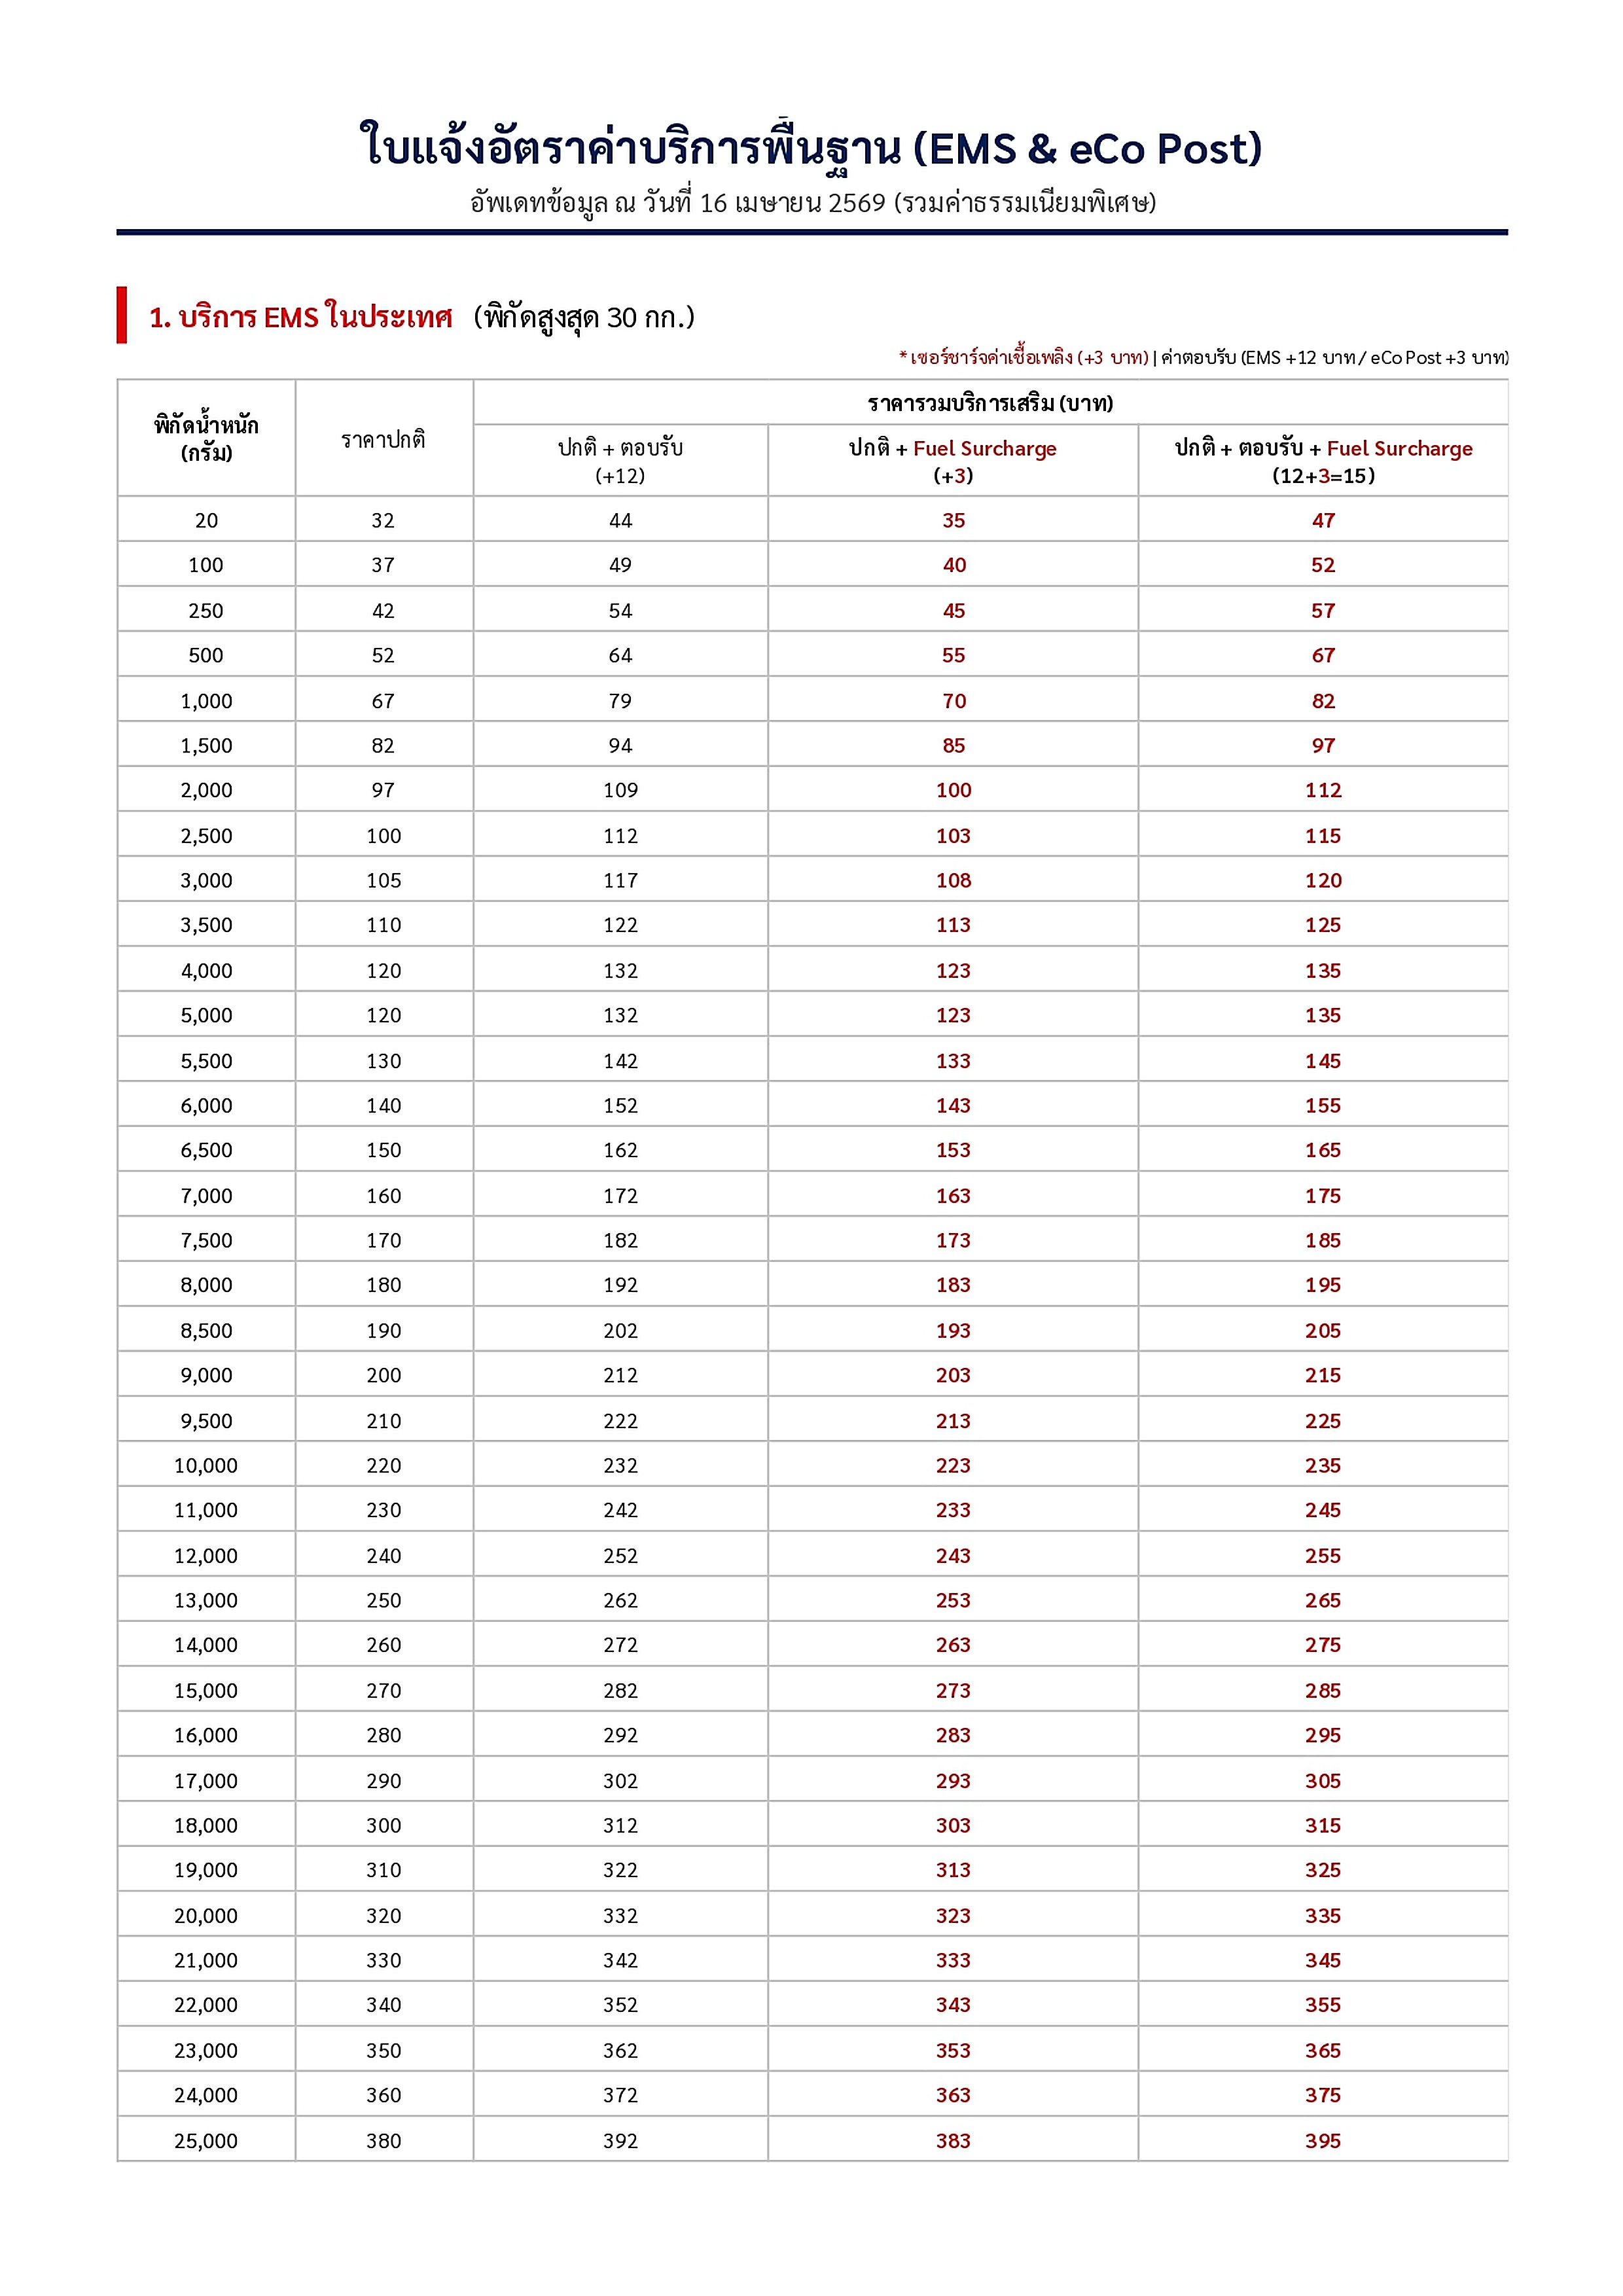 ใบแจ้งอัตราค่าบริการพื้นฐาน (EMS & eCo Post)
อัพเดทข้อมูล ณ วันที่ 16 เมษายน 2569 (รวมค่าธรรมเนียมพิเศษ)
1. บริการ EMS ในประเทศ (พิกัดสูงสุด 30 กก.)
* เซอร์ชาร์จค่าเชื้อเพลิง (+3 บาท) | ค่าตอบรับ (EMS +12 บาท / eCo Post +3 บาท)
พิกัดน้ำหนัก (กรัม) ราคาปกติ ราคารวมบริการเสริม (บาท)
ปกติ + ตอบรับ (+12) ปกติ + Fuel Surcharge (+3) ปกติ + ตอบรับ + Fuel Surcharge (12+3=15)
20 32 44 35 47
100 37 49 40 52
250 42 54 45 57
500 52 64 55 67
1,000 67 79 70 82
1,500 82 94 85 97
2,000 97 109 100 112
2,500 100 112 103 115
3,000 105 117 108 120
3,500 110 122 113 125
4,000 120 132 123 135
5,000 120 132 123 135
5,500 130 142 133 145
6,000 140 152 143 155
6,500 150 162 153 165
7,000 160 172 163 175
7,500 170 182 173 185
8,000 180 192 183 195
8,500 190 202 193 205
9,000 200 212 203 215
9,500 210 222 213 225
10,000 220 232 223 235
11,000 230 242 233 245
12,000 240 252 243 255
13,000 250 262 253 265
14,000 260 272 263 275
15,000 270 282 273 285
16,000 280 292 283 295
17,000 290 302 293 305
18,000 300 312 303 315
19,000 310 322 313 325
20,000 320 332 323 335
21,000 330 342 333 345
22,000 340 352 343 355
23,000 350 362 353 365
24,000 360 372 363 375
25,000 380 392 383 395